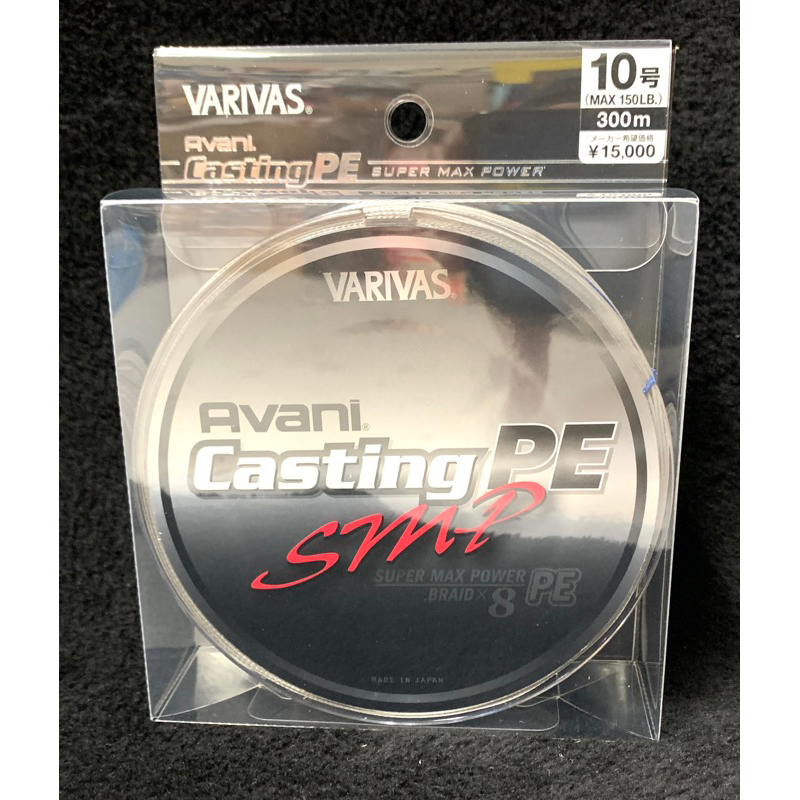 VARIVAS®
Avani
Casting PE SUPER MAX POWER
10号
(MAX 150LB.)
300m
メーカー希望価格
¥15,000
VARIVAS®
Avani®
Casting PE
SMP
SUPER MAX POWER
BRAID×8 PE
MADE IN JAPAN